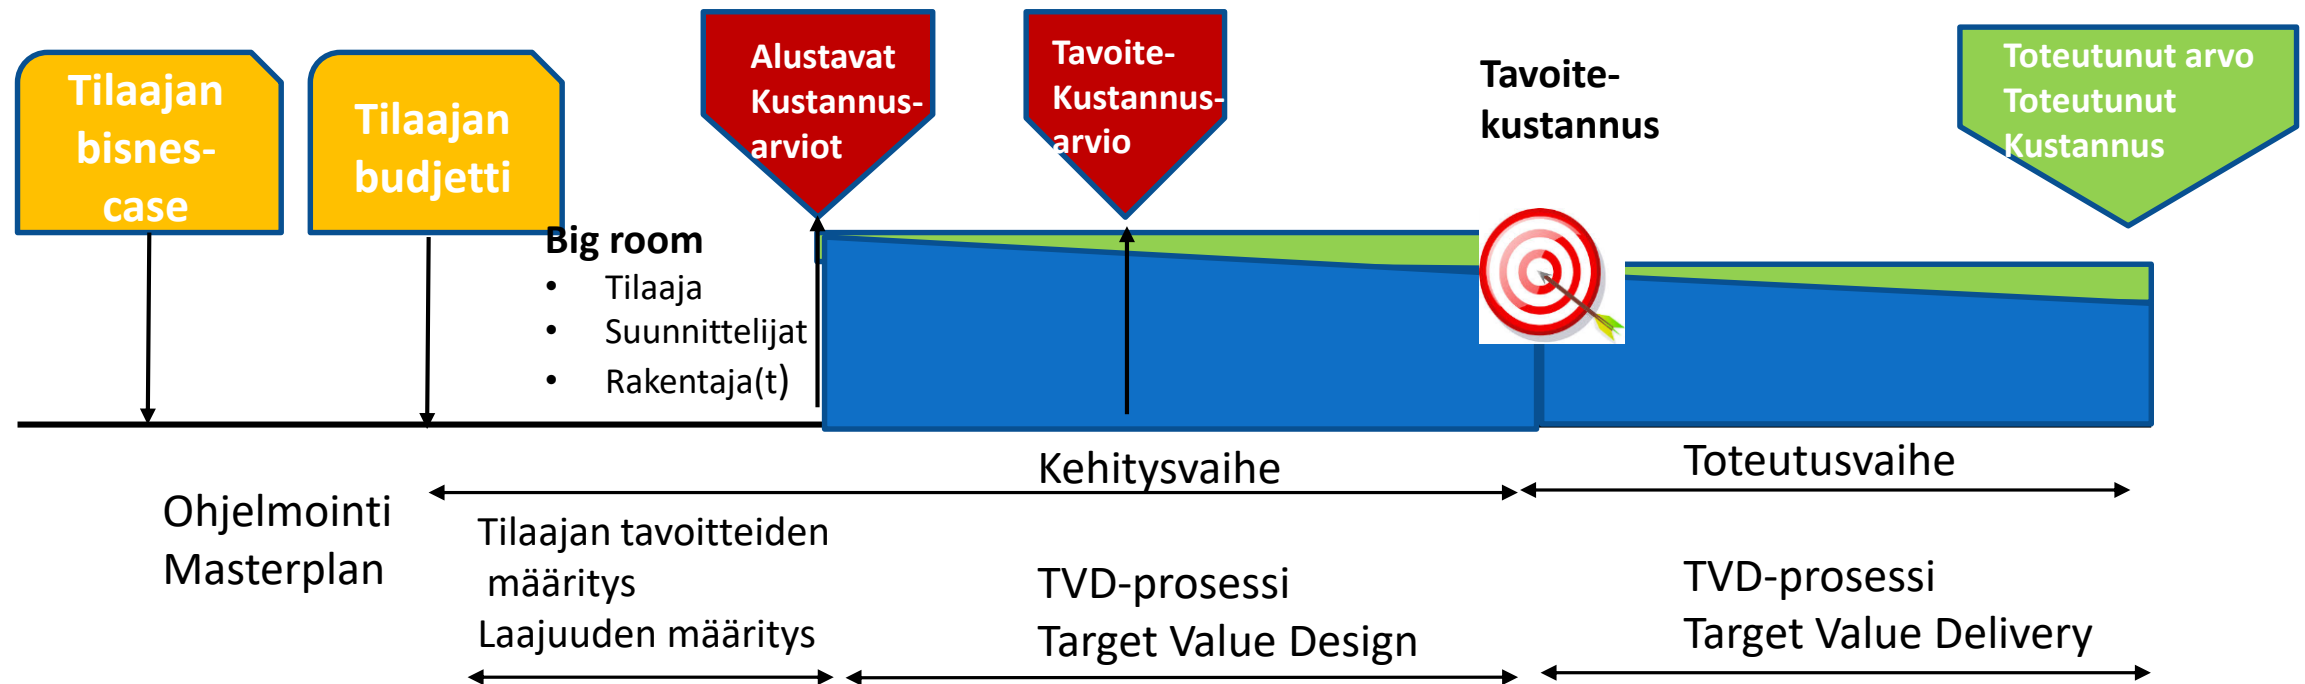 Tilaajan
bisnes-
case
Tilaajan
budjetti
Alustavat
Kustannus-
arviot
Tavoite-
Kustannus-
arvio
Tavoite-
kustannus
Toteutunut arvo
Toteutunut
Kustannus
Big room
• Tilaaja
• Suunnittelijat
• Rakentaja(t)
Kehitysvaihe
Toteutusvaihe
Ohjelmointi
Masterplan
Tilaajan tavoitteiden
määritys
Laajuuden määritys
TVD-prosessi
Target Value Design
TVD-prosessi
Target Value Delivery